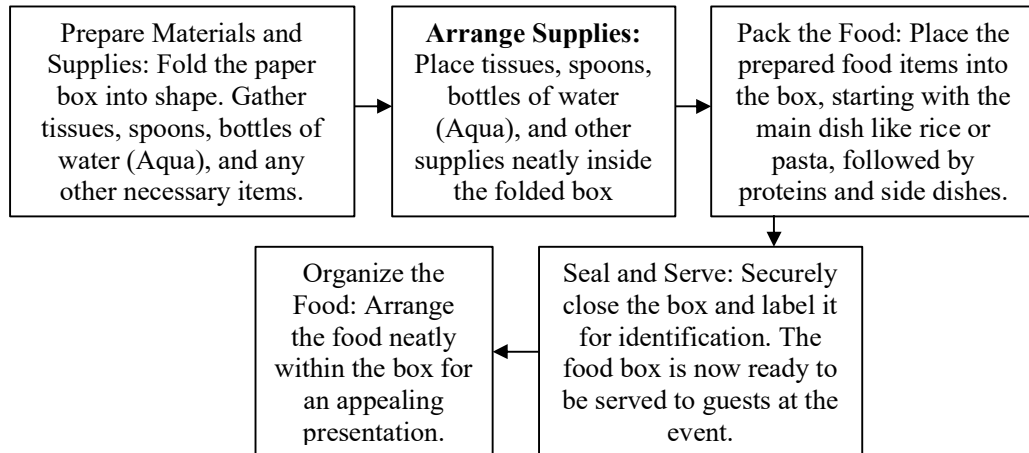 Prepare Materials and
Supplies: Fold the paper
box into shape. Gather
tissues, spoons, bottles of
water (Aqua), and any
other necessary items.
Arrange Supplies:
Place tissues, spoons,
bottles of water
(Aqua), and other
supplies neatly inside
the folded box
Pack the Food: Place the
prepared food items into
the box, starting with the
main dish like rice or
pasta, followed by
proteins and side dishes.
Seal and Serve: Securely
close the box and label it
for identification. The
food box is now ready to
be served to guests at the
event.
Organize the
Food: Arrange
the food neatly
within the box for
an appealing
presentation.